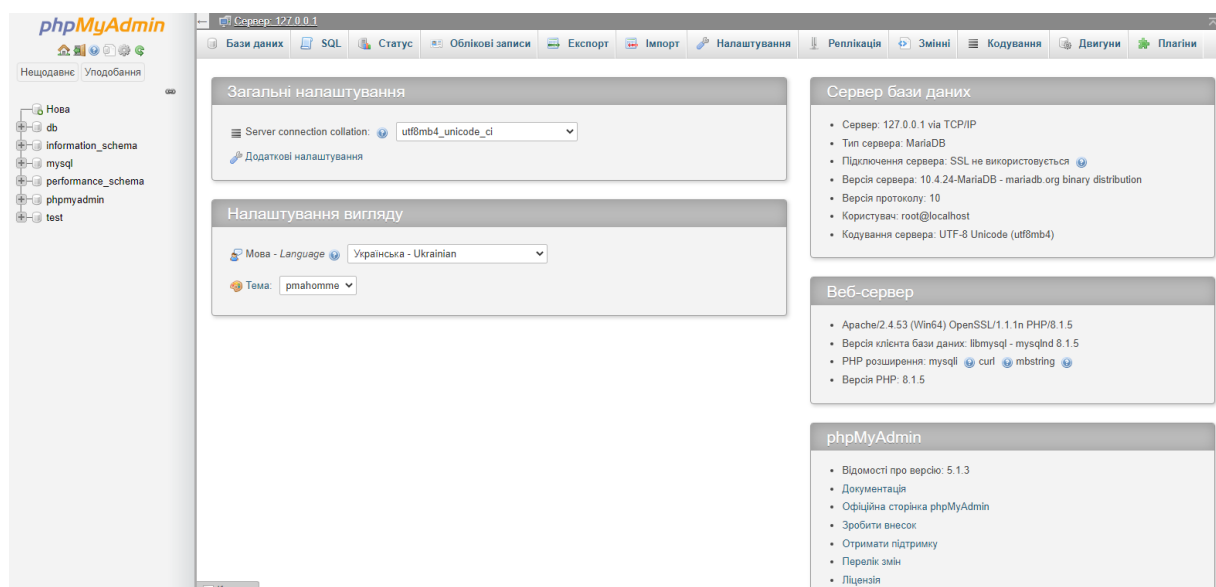 phpMyAdmin
Нещодавнє Уподобання
Нова
db
information_schema
mysql
performance_schema
phpmyadmin
test
Сервер: 127.0.0.1
Бази даних SQL Статус Облікові записи Експорт Імпорт Налаштування Реплікація Змінні Кодування Двигуни Плагіни
Загальні налаштування
Server connection collation: utf8mb4_unicode_ci
Додаткові налаштування
Налаштування вигляду
Мова - Language Українська - Ukrainian
Тема: pmahomme
Сервер бази даних
Сервер: 127.0.0.1 via TCP/IP
Тип сервера: MariaDB
Підключення сервера: SSL не використовується
Версія сервера: 10.4.24-MariaDB - mariadb.org binary distribution
Версія протоколу: 10
Користувач: root@localhost
Кодування сервера: UTF-8 Unicode (utf8mb4)
Веб-сервер
Apache/2.4.53 (Win64) OpenSSL/1.1.1n PHP/8.1.5
Версія клієнта бази даних: libmysql - mysqlnd 8.1.5
PHP розширення: mysqli curl mbstring
Версія PHP: 8.1.5
phpMyAdmin
Відомості про версію: 5.1.3
Документація
Офіційна сторінка phpMyAdmin
Зробити внесок
Отримати підтримку
Перелік змін
Ліцензія